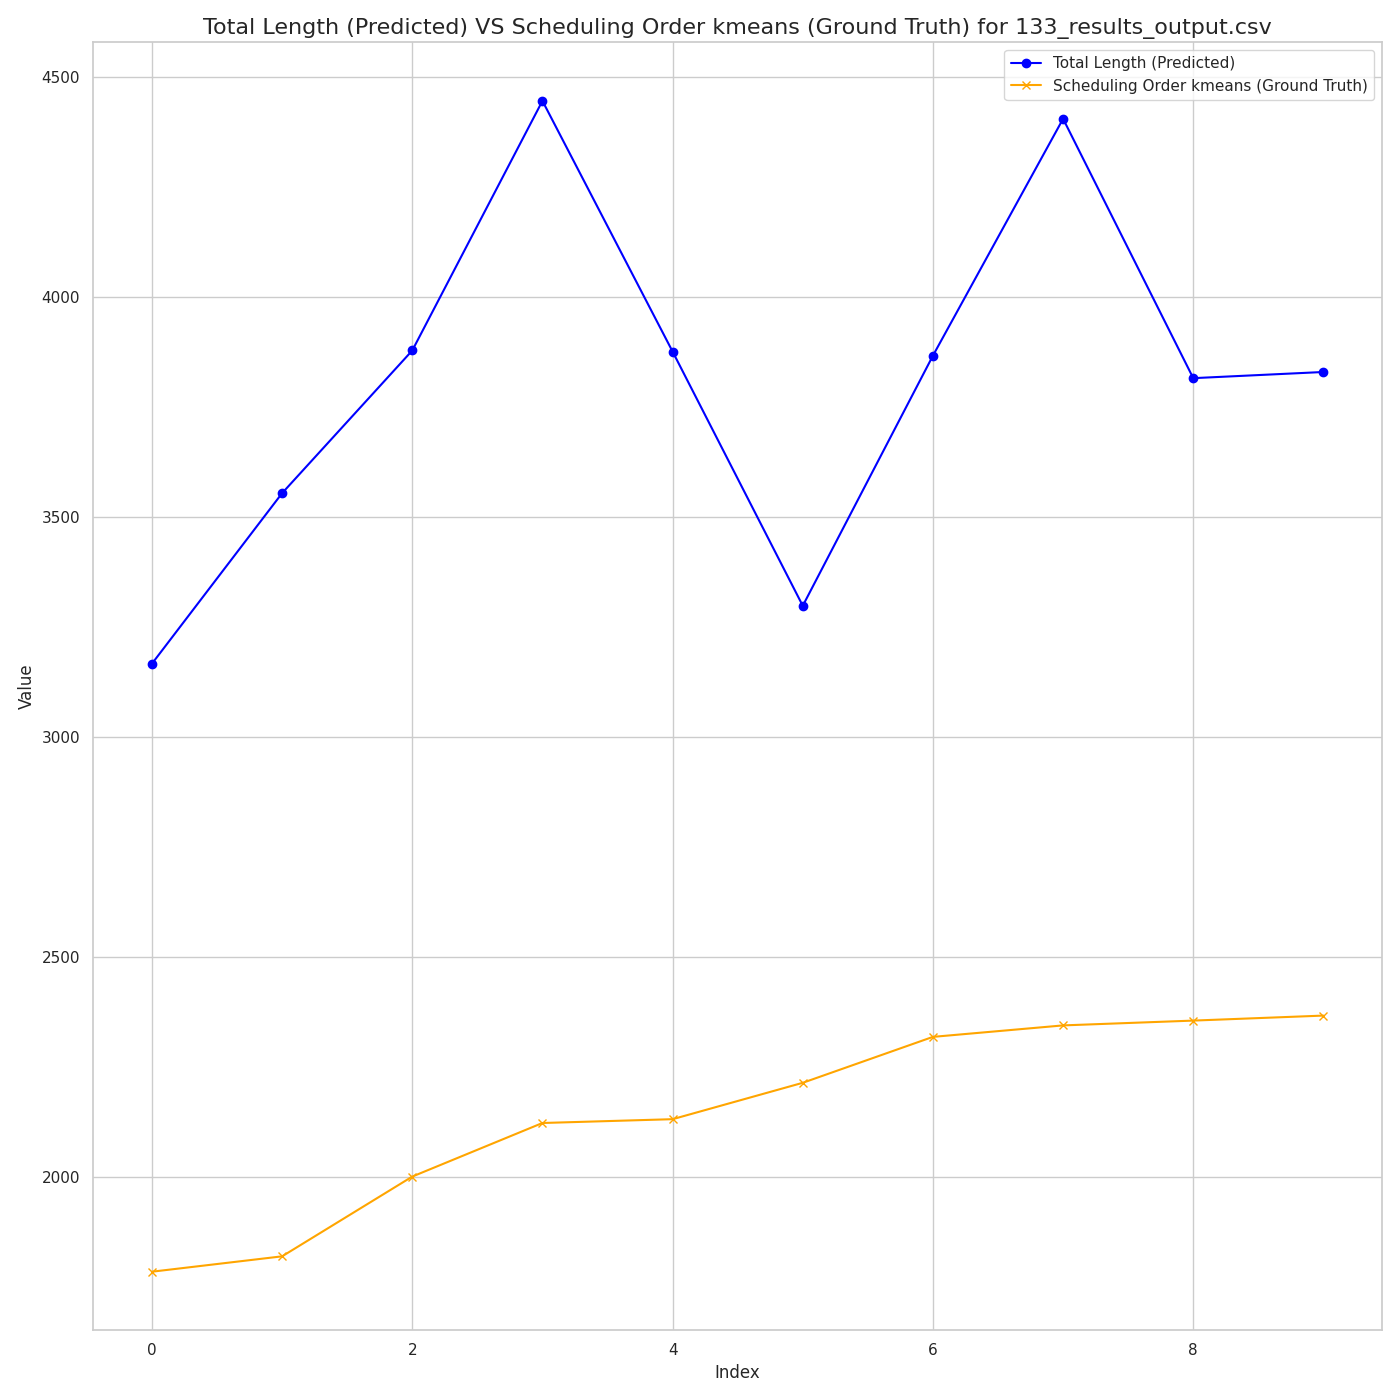 Total Length (Predicted) VS Scheduling Order kmeans (Ground Truth) for 133_results_output.csv
Total Length (Predicted)
Scheduling Order kmeans (Ground Truth)
4500
4000
3500
3000
2500
2000
Value
0 2 4 6 8
Index